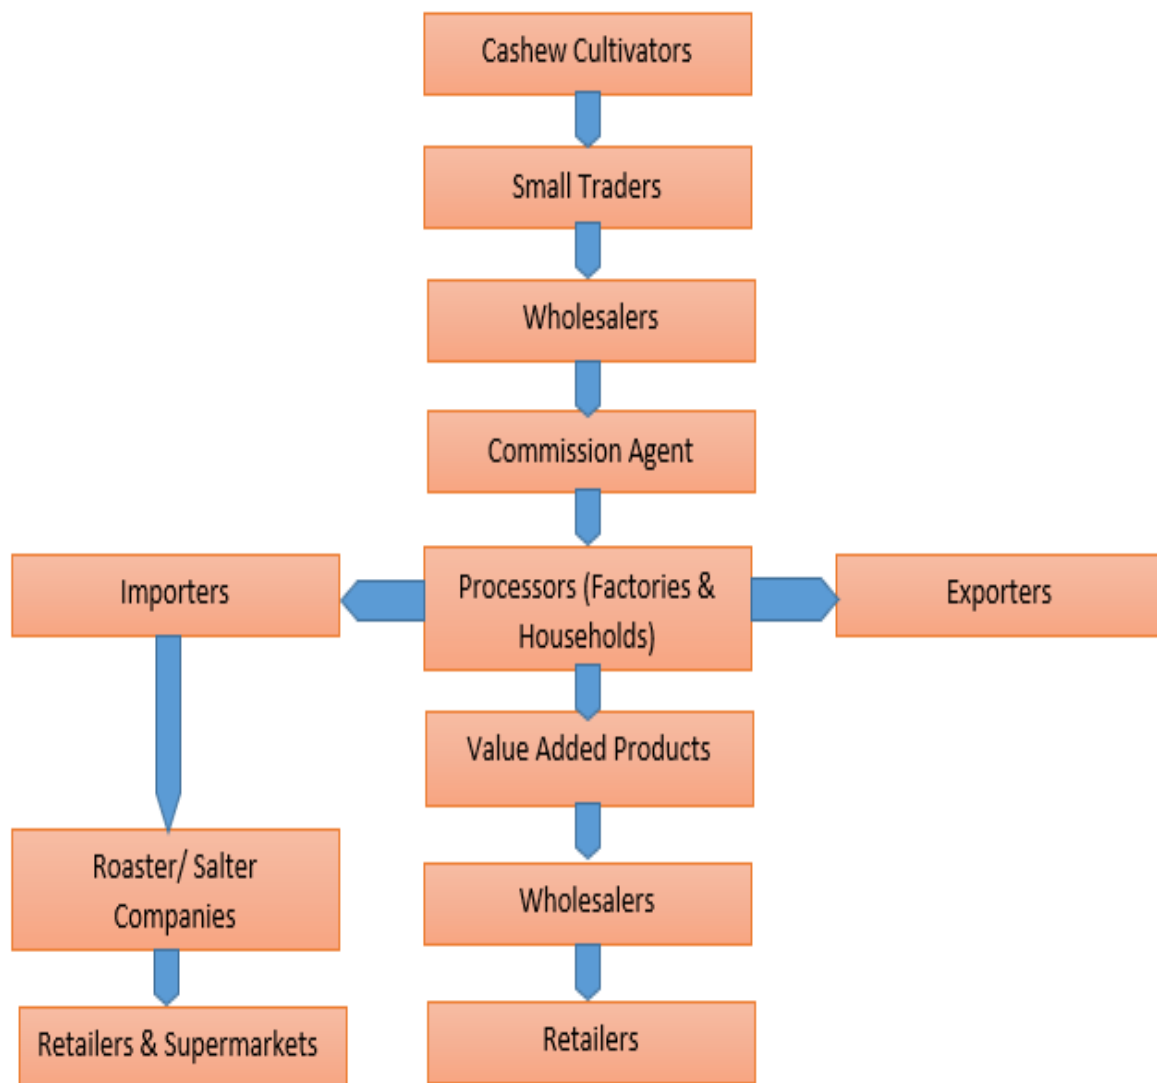 Cashew Cultivators
Small Traders
Wholesalers
Commission Agent
Importers
Processors (Factories &
Households)
Exporters
Value Added Products
Roaster/ Salter
Companies
Wholesalers
Retailers & Supermarkets
Retailers